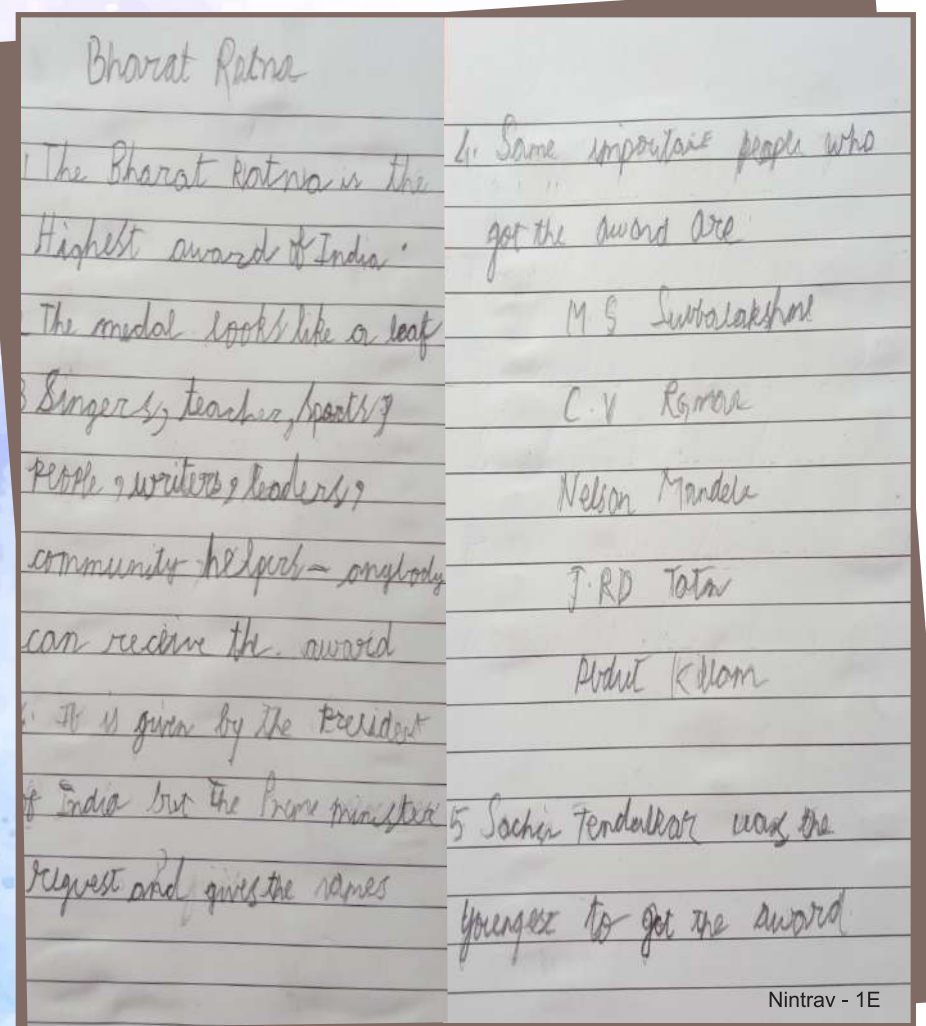 Bharat Ratna
1 The Bharat Ratna is the
Highest award of India.
The medal looks like a leaf
3 Singers, teacher, sports,
people, writers, leaders,
community helpers - anybody
can receive the. award
4. It is given by the President
of India but the Prime minister
request and gives the names
4. Some important people who
got the award are
M S Subbalakshmi
C.V Raman
Nelson Mandela
J.RD Tata
Abdul Kalam
5 Sachin Tendalkar was the
youngest to get the award
Nintrav - 1E